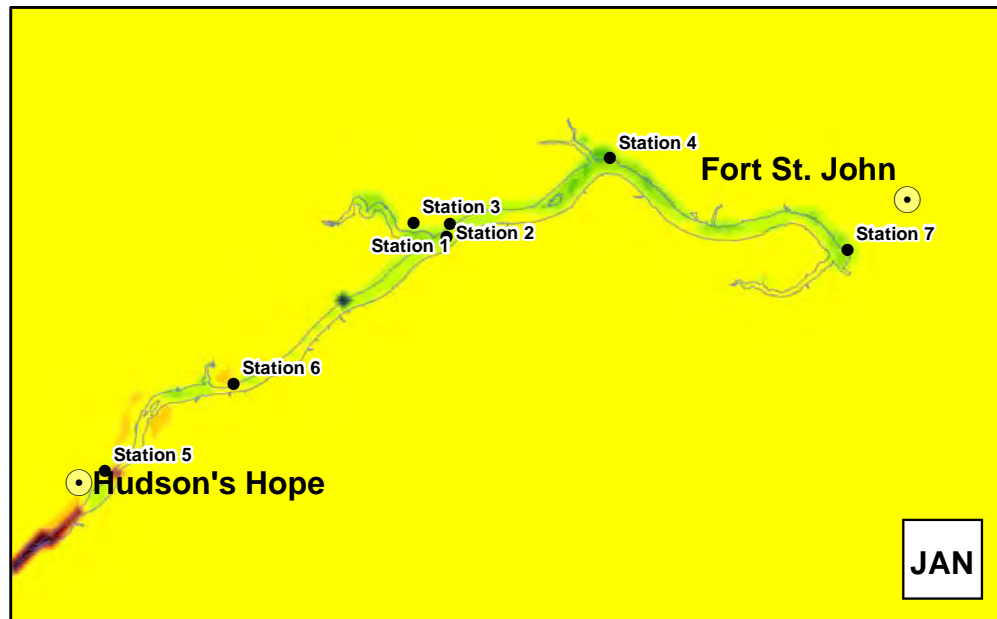 Station 4
Fort St. John
Station 3
Station 2
Station 1
Station 7
Station 6
Station 5
Hudson's Hope
JAN